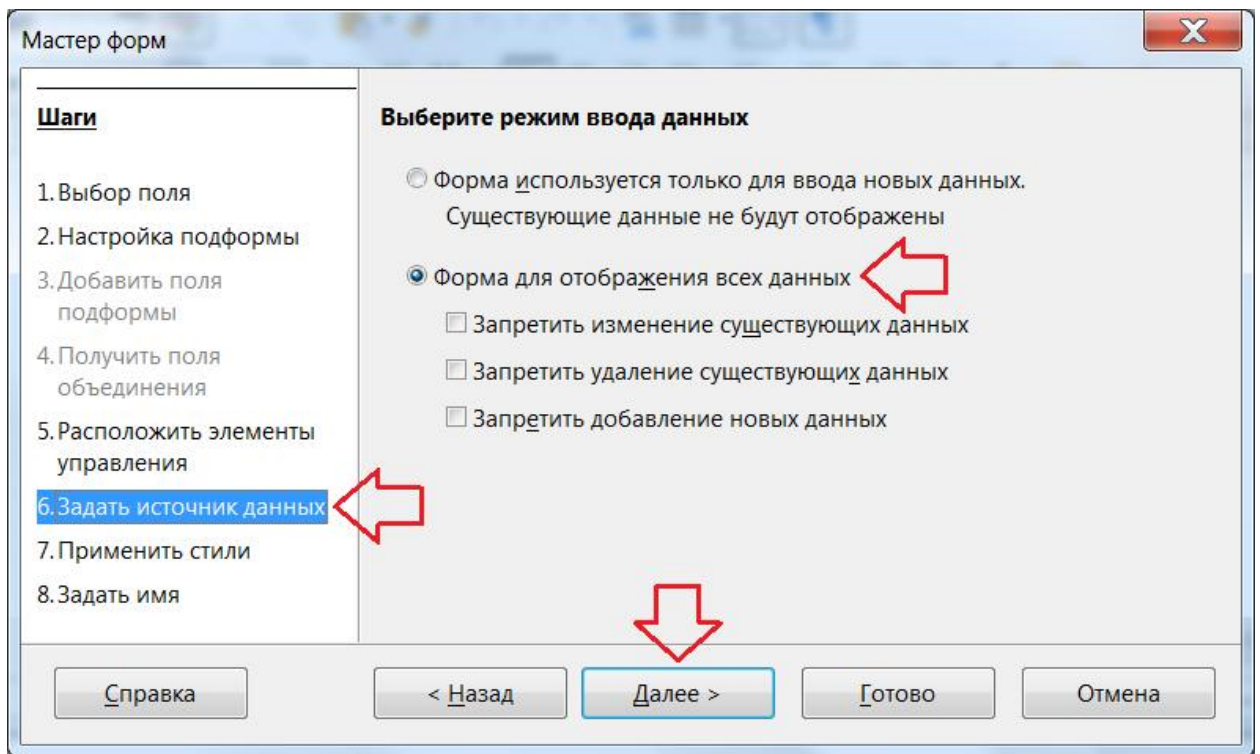 Мастер форм
Шаги
1. Выбор поля
2. Настройка подформы
3. Добавить поля
подформы
4. Получить поля
объединения
5. Расположить элементы
управления
6. Задать источник данных
7. Применить стили
8. Задать имя
Выберите режим ввода данных
Форма используется только для ввода новых данных.
Существующие данные не будут отображены
Форма для отображения всех данных
Запретить изменение существующих данных
Запретить удаление существующих данных
Запретить добавление новых данных
Справка
< Назад
Далее >
Готово
Отмена